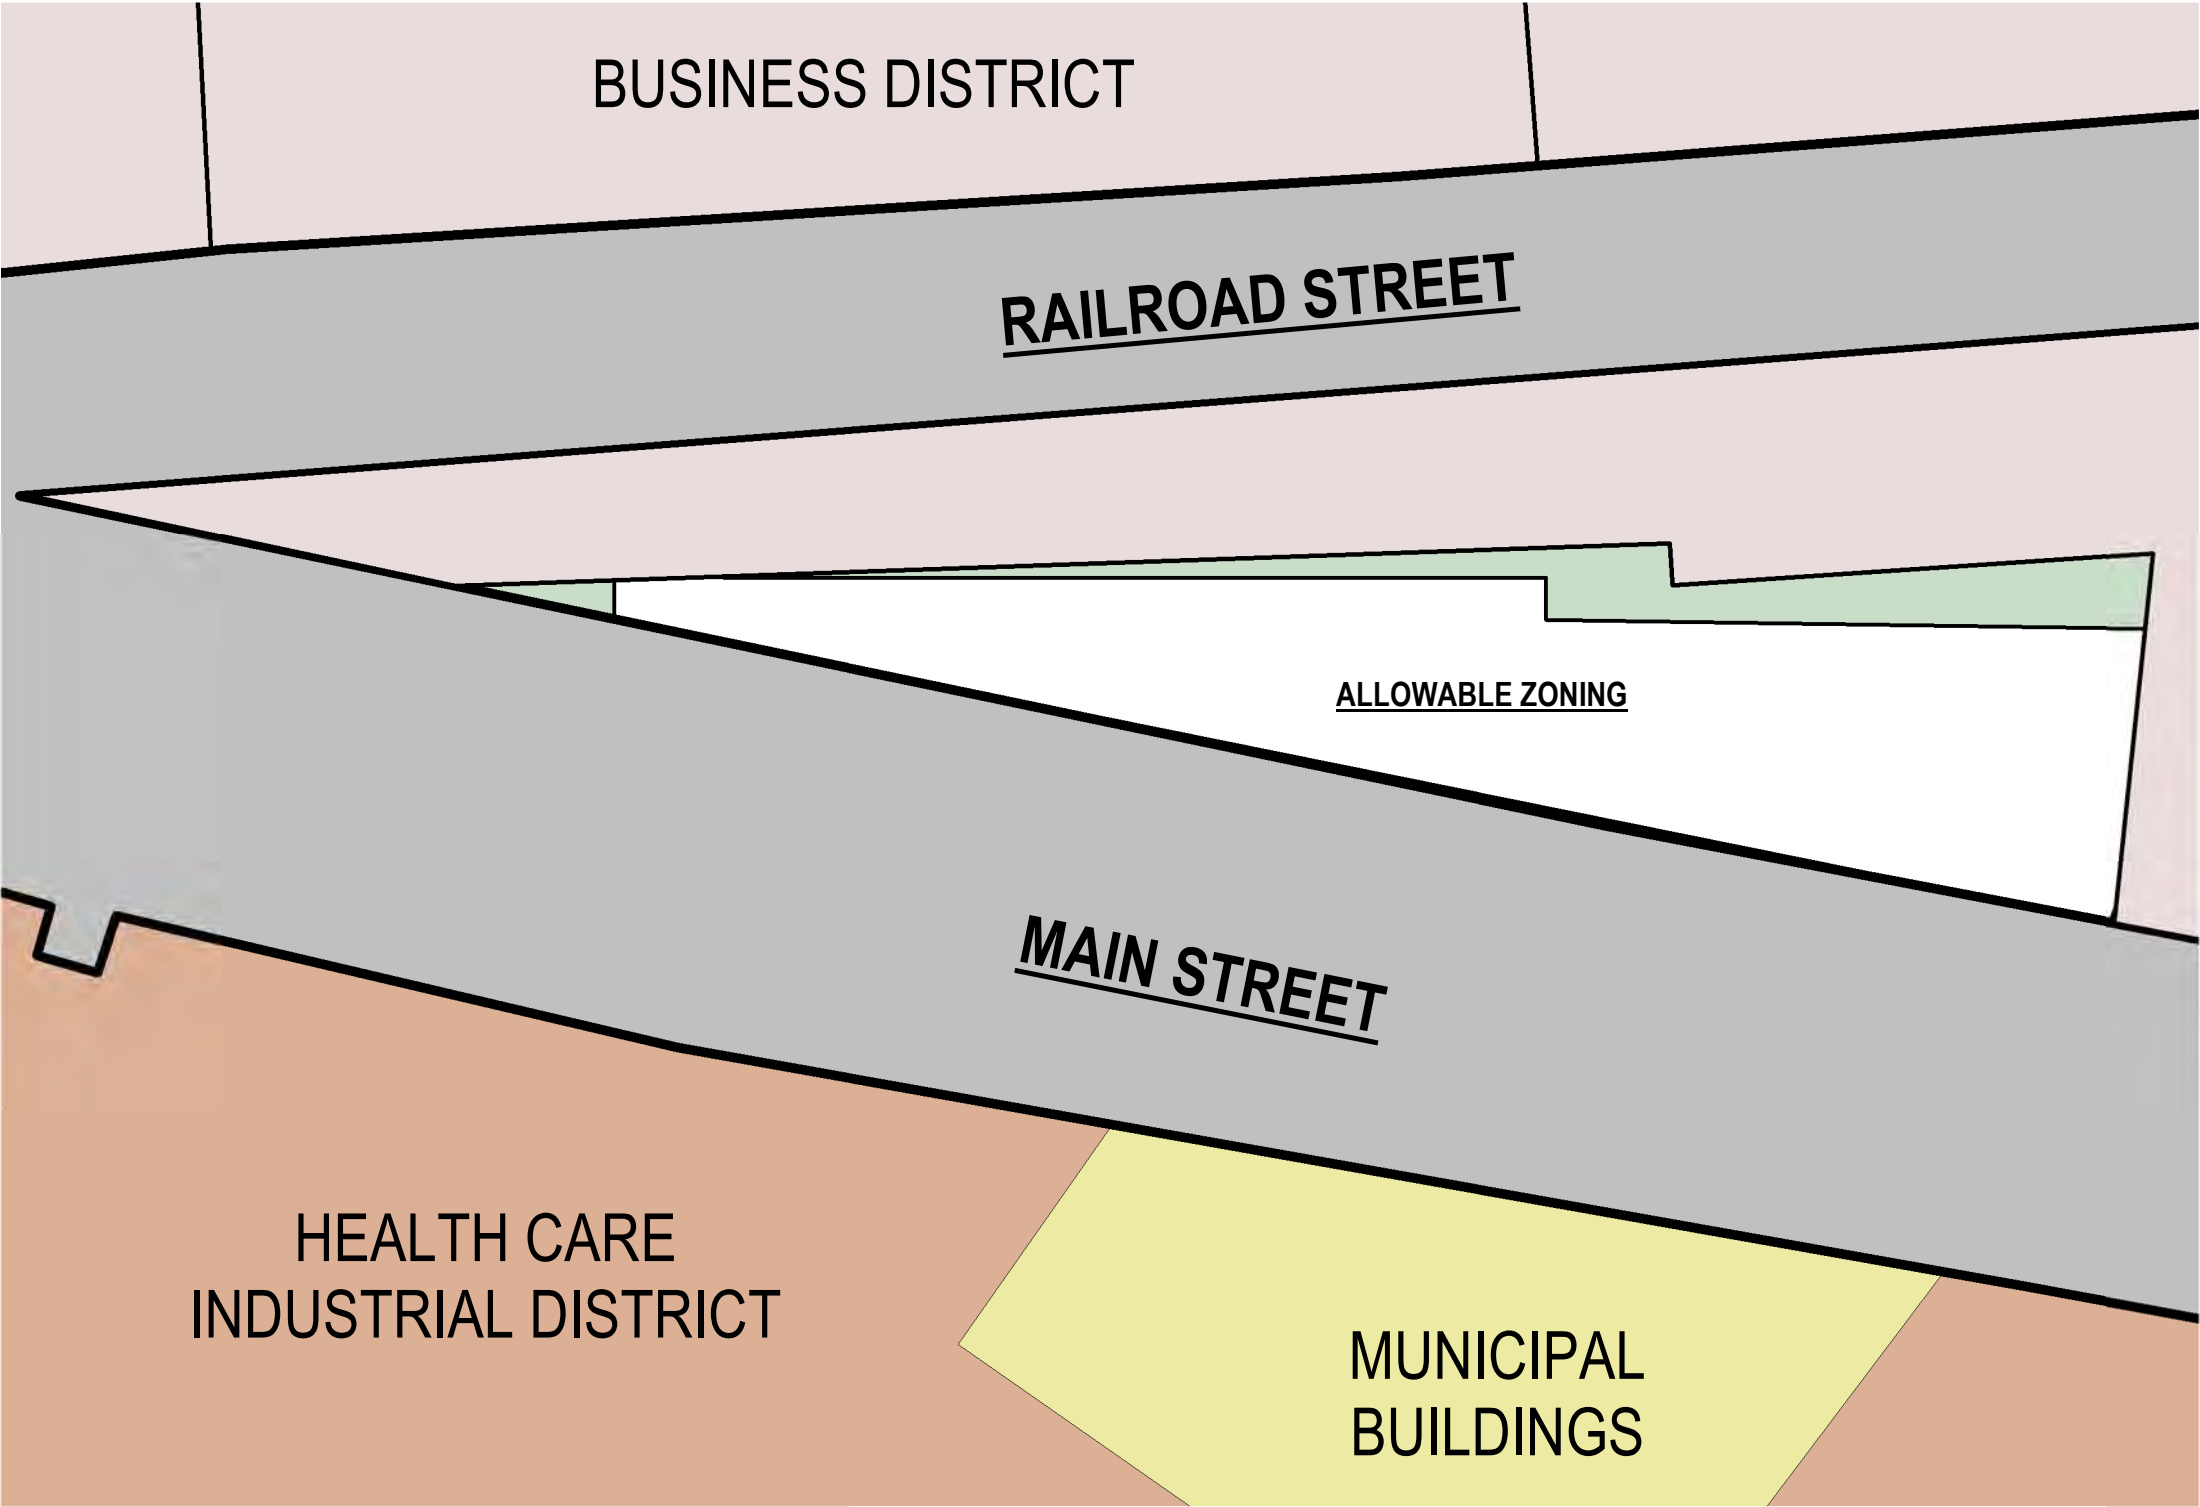 BUSINESS DISTRICT
RAILROAD STREET
ALLOWABLE ZONING
MAIN STREET
HEALTH CARE
INDUSTRIAL DISTRICT
MUNICIPAL
BUILDINGS